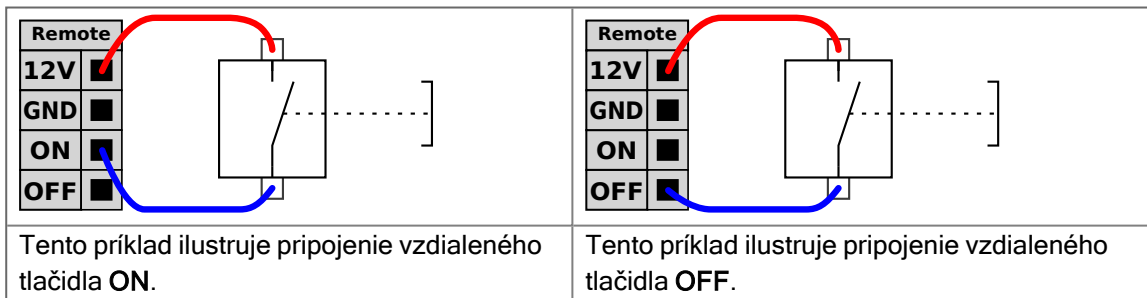 Remote
12V
GND
ON
OFF
Tento príklad ilustruje pripojenie vzdialeného
tlačidla ON.
Remote
12V
GND
ON
OFF
Tento príklad ilustruje pripojenie vzdialeného
tlačidla OFF.